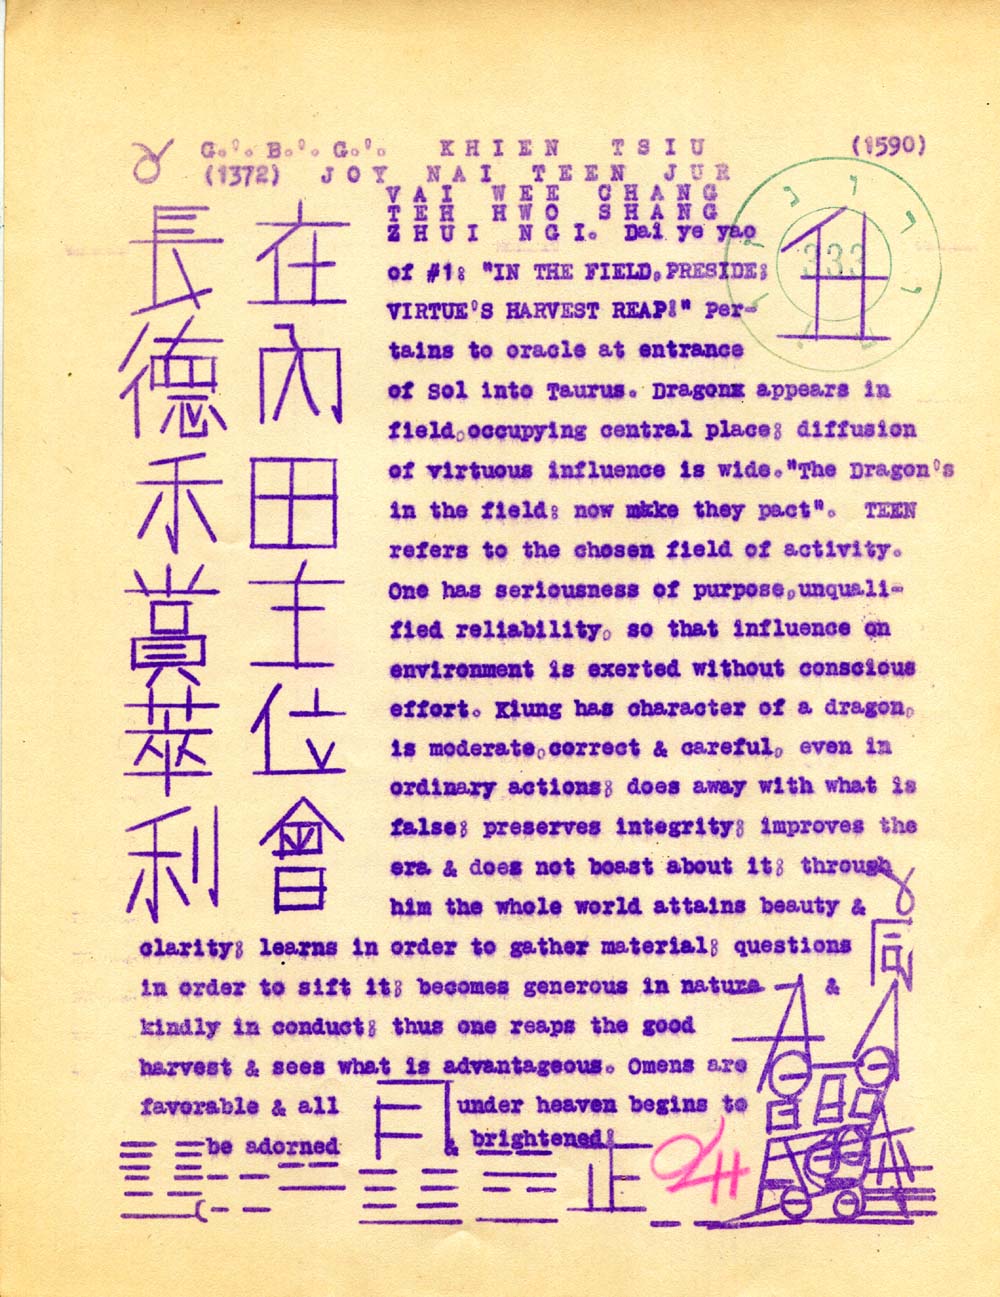 G.'. B.'. G.'. KHIEN TSIU (1590)
(1372) JOY NAI TEEN JUR
VAI WEE CHANG
TEH HWO SHANG
ZHUI NGI. Dai ye yao
333
of #1: "IN THE FIELD, PRESIDE:
VIRTUE'S HARVEST REAP!" Per-
tains to oracle at entrance
of Sol into Taurus. Dragonx appears in
field, occupying central place; diffusion
of virtuous influence is wide. "The Dragon's
in the field; now make they pact". TEEN
refers to the chosen field of activity.
One has seriousness of purpose, unquali-
fied reliability, so that influence on
environment is exerted without conscious
effort. Kiung has character of a dragon,
is moderate, correct & careful, even in
ordinary actions; does away with what is
false; preserves integrity; improves the
era & does not boast about it; through
him the whole world attains beauty &
clarity; learns in order to gather material; questions
in order to sift it; becomes generous in nature &
kindly in conduct; thus one reaps the good
harvest & sees what is advantageous. Omens are
favorable & all under heaven begins to
be adorned & brightened;
在內田主位會
長德禾賞萃利